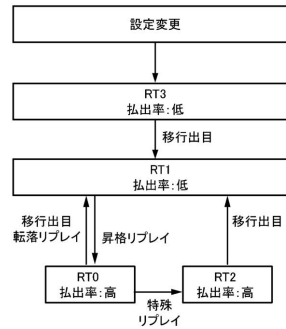 設定変更
RT3
払出率:低
移行出目
RT1
払出率:低
移行出目
転落リプレイ
昇格リプレイ
移行出目
RT0
払出率:高
特殊
リプレイ
RT2
払出率:高